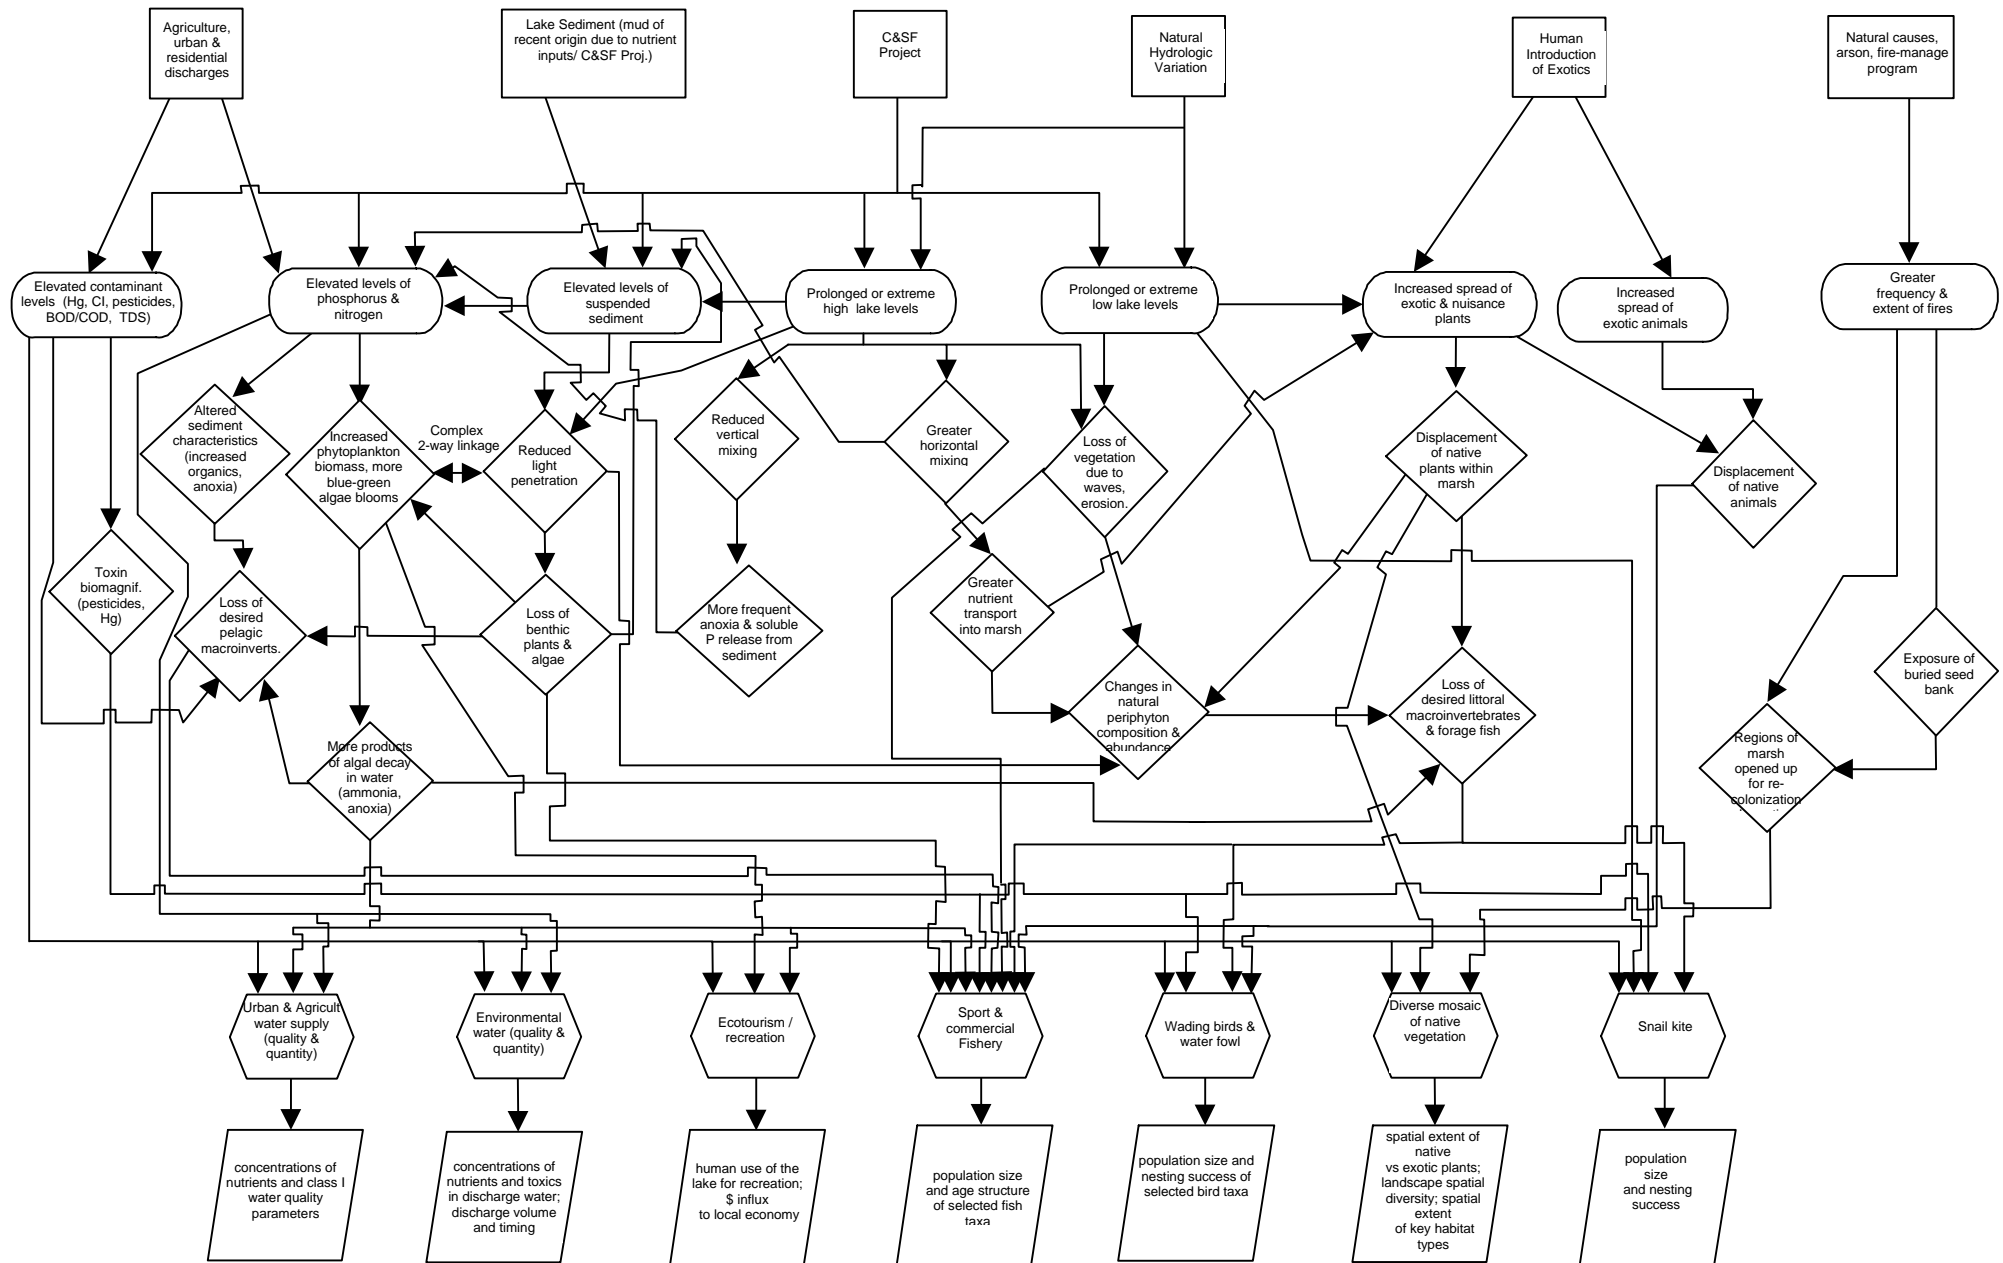 Agriculture,
urban &
residential
discharges
Lake Sediment (mud of
recent origin due to nutrient
inputs/ C&SF Proj.)
C&SF
Project
Natural
Hydrologic
Variation
Human
Introduction
of Exotics
Natural causes,
arson, fire-manage
program
Elevated contaminant
levels (Hg, Cl, pesticides,
BOD/COD, TDS)
Elevated levels of
phosphorus &
nitrogen
Elevated levels of
suspended
sediment
Prolonged or extreme
high lake levels
Prolonged or extreme
low lake levels
Increased spread of
exotic & nuisance
plants
Increased
spread of
exotic animals
Greater
frequency &
extent of fires
Altered
sediment
characteristics
(increased
organics,
anoxia)
Increased
phytoplankton
biomass, more
blue-green
algae blooms
Complex
2-way linkage
Reduced
light
penetration
Reduced
vertical
mixing
Greater
horizontal
mixing
Loss of
vegetation
due to
waves,
erosion.
Displacement
of native
plants within
marsh
Displacement
of native
animals
Toxin
biomagnif.
(pesticides,
Hg)
Loss of
desired
pelagic
macroinverts.
Loss of
benthic
plants &
algae
More frequent
anoxia & soluble
P release from
sediment
Greater
nutrient
transport
into marsh
Changes in
natural
periphyton
composition &
abundance
Loss of
desired littoral
macroinvertebrates
& forage fish
Exposure of
buried seed
bank
Regions of
marsh
opened up
for re-
colonization
More products
of algal decay
in water
(ammonia,
anoxia)
Urban & Agricult
water supply
(quality &
quantity)
Environmental
water (quality &
quantity)
Ecotourism /
recreation
Sport &
commercial
Fishery
Wading birds &
water fowl
Diverse mosaic
of native
vegetation
Snail kite
concentrations of
nutrients and class I
water quality
parameters
concentrations of
nutrients and toxics
in discharge water;
discharge volume
and timing
human use of the
lake for recreation;
$ influx
to local economy
population size
and age structure
of selected fish
taxa
population size and
nesting success of
selected bird taxa
spatial extent of
native
vs exotic plants;
landscape spatial
diversity; spatial
extent
of key habitat
types
population
size
and nesting
success